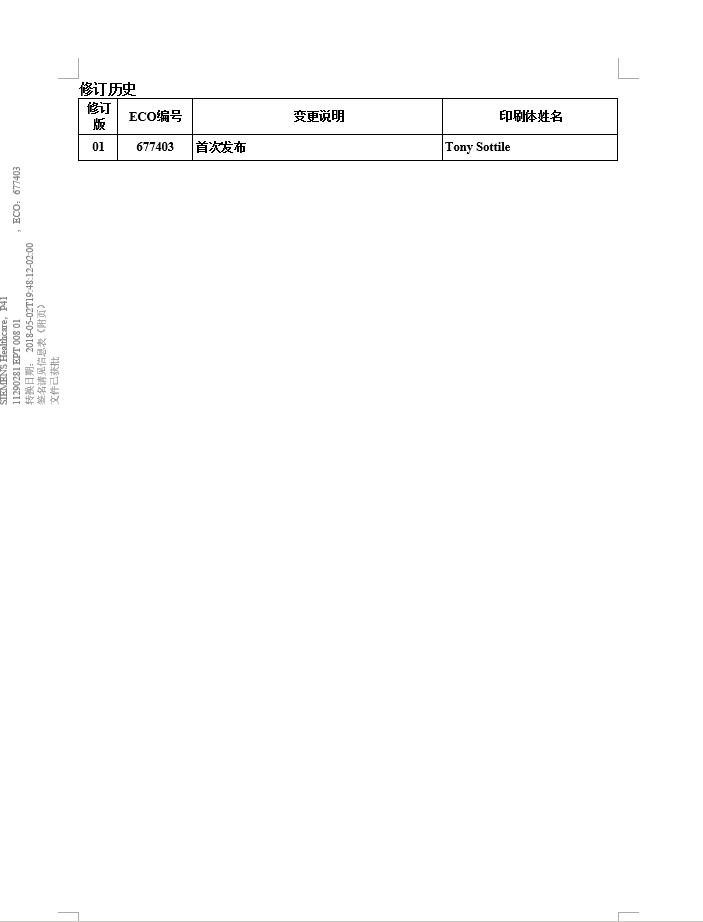 修订历史
修订版 ECO编号 变更说明 印刷体姓名
01 677403 首次发布 Tony Sottile
SIEMENS Healthcare，P41
11290281 EPT 008 01 ，ECO：677403
转换日期： 2018-05-02T19:48:12-02:00
签名请见信息表（附页）
文件已获批